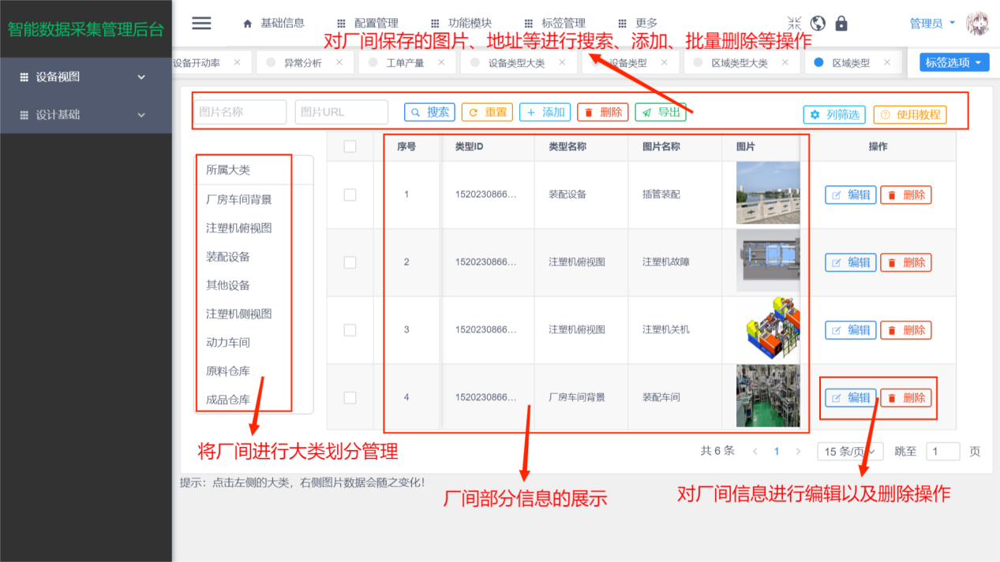 智能数据采集管理后台
基础信息 配置管理 功能模块 标签管理 更多 管理员
对厂间保存的图片、地址等进行搜索、添加、批量删除等操作
设备视图
设计基础
设备开动率 × 异常分析 × 工单产量 × 设备类型大类 × 设备类型 × 区域类型大类 × 区域类型 × 标签选项
图片名称 图片URL 搜索 重置 + 添加 删除 导出 列筛选 使用教程
所属大类
厂房车间背景
注塑机俯视图
装配设备
其他设备
注塑机侧视图
动力车间
原料仓库
成品仓库
序号 类型ID 类型名称 图片名称 图片 操作
1 1520230866... 装配设备 插管装配 编辑 删除
2 1520230866... 注塑机俯视图 注塑机故障 编辑 删除
3 1520230866... 注塑机俯视图 注塑机关机 编辑 删除
4 1520230866... 厂房车间背景 装配车间 编辑 删除
共 6 条 < 1 > 15 条/页 跳至 1 页
将厂间进行大类划分管理
提示：点击左侧的大类，右侧图片数据会随之变化！
厂间部分信息的展示
对厂间信息进行编辑以及删除操作